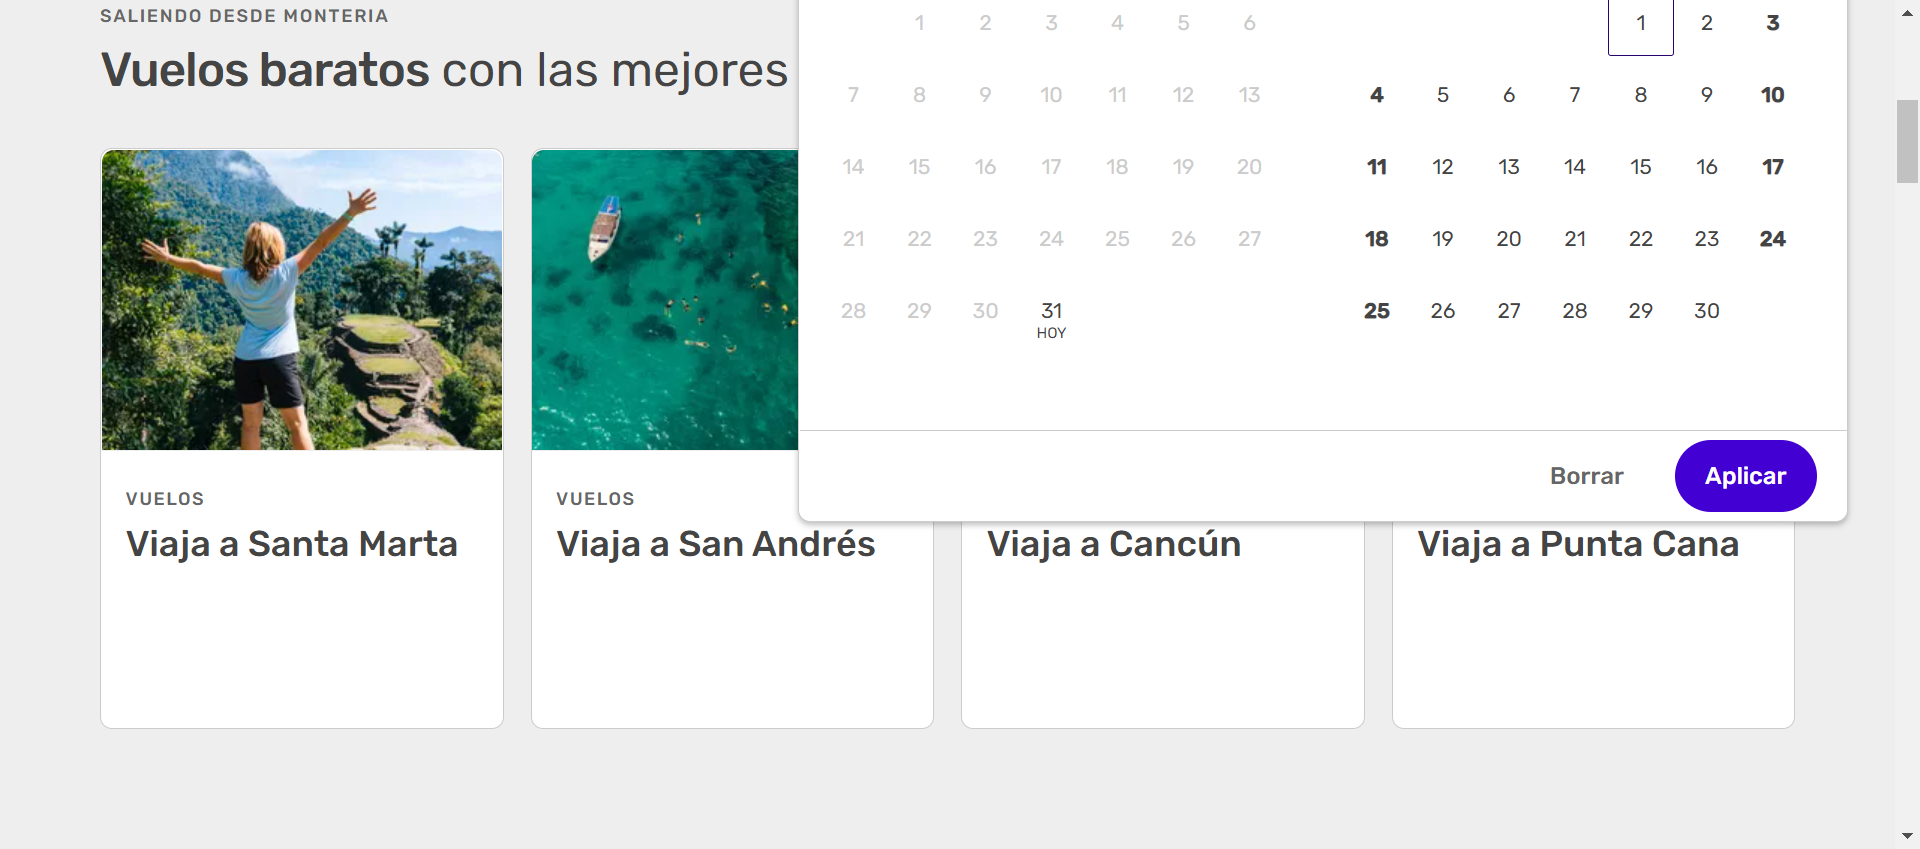 SALIENDO DESDE MONTERIA
Vuelos baratos con las mejores
1 2 3 4 5 6
7 8 9 10 11 12 13
14 15 16 17 18 19 20
21 22 23 24 25 26 27
28 29 30 31
HOY
1 2 3
4 5 6 7 8 9 10
11 12 13 14 15 16 17
18 19 20 21 22 23 24
25 26 27 28 29 30
Borrar Aplicar
VUELOS
Viaja a Santa Marta
VUELOS
Viaja a San Andrés
Viaja a Cancún
Viaja a Punta Cana